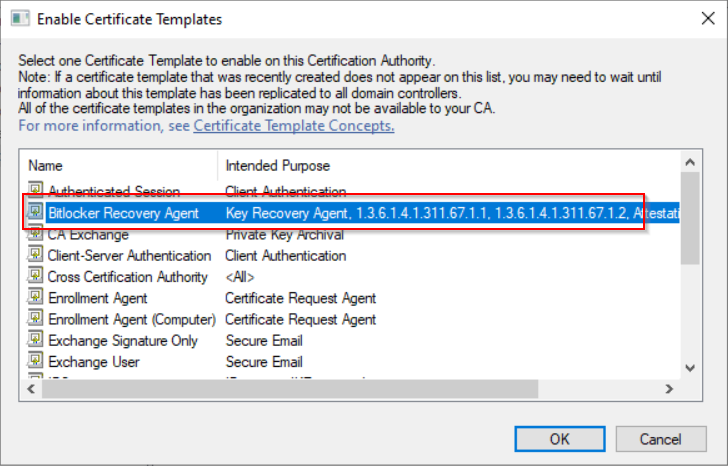 Enable Certificate Templates
Select one Certificate Template to enable on this Certification Authority.
Note: If a certificate template that was recently created does not appear on this list, you may need to wait until
information about this template has been replicated to all domain controllers.
All of the certificate templates in the organization may not be available to your CA.
For more information, see Certificate Template Concepts.
Name Intended Purpose
Authenticated Session Client Authentication
Bitlocker Recovery Agent Key Recovery Agent, 1.3.6.1.4.1.311.67.1.1, 1.3.6.1.4.1.311.67.1.2, Attestati
CA Exchange Private Key Archival
Client-Server Authentication Client Authentication
Cross Certification Authority <All>
Enrollment Agent Certificate Request Agent
Enrollment Agent (Computer) Certificate Request Agent
Exchange Signature Only Secure Email
Exchange User Secure Email
OK Cancel